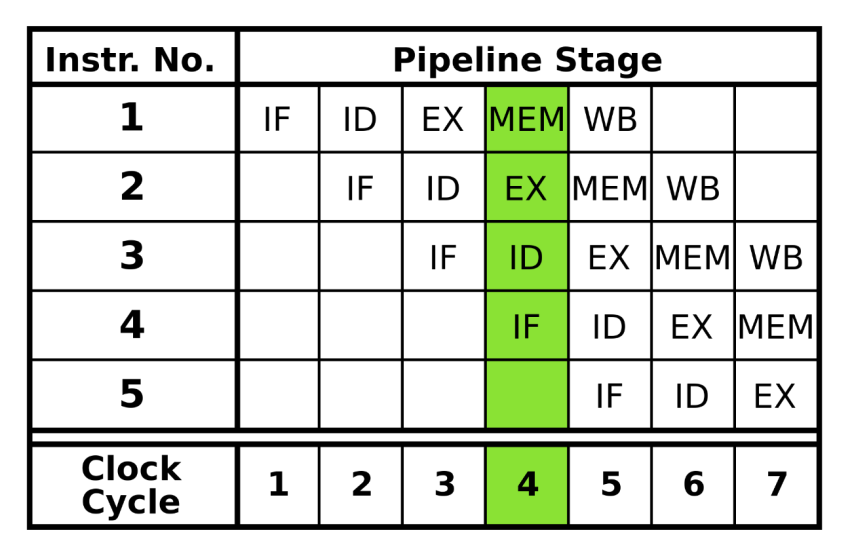 Instr. No. Pipeline Stage
1 IF ID EX MEM WB
2 IF ID EX MEM WB
3 IF ID EX MEM WB
4 IF ID EX MEM
5 IF ID EX
Clock
Cycle 1 2 3 4 5 6 7